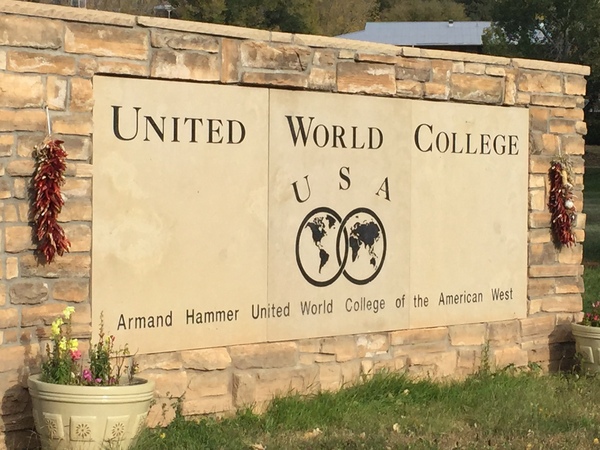 UNITED WORLD COLLEGE
USA
Armand Hammer United World College of the American West